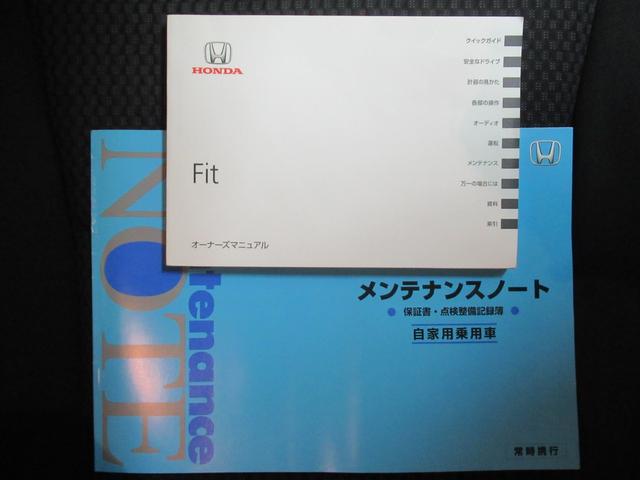 HONDA
Fit
オーナーズマニュアル
クイックガイド
安全なドライブ
計器の見かた
各部の操作
オーディオ
運転
メンテナンス
万一の場合には
資料
索引
NOTE
tenance
メンテナンスノート
保証書・点検整備記録簿
自家用乗用車
常時携行